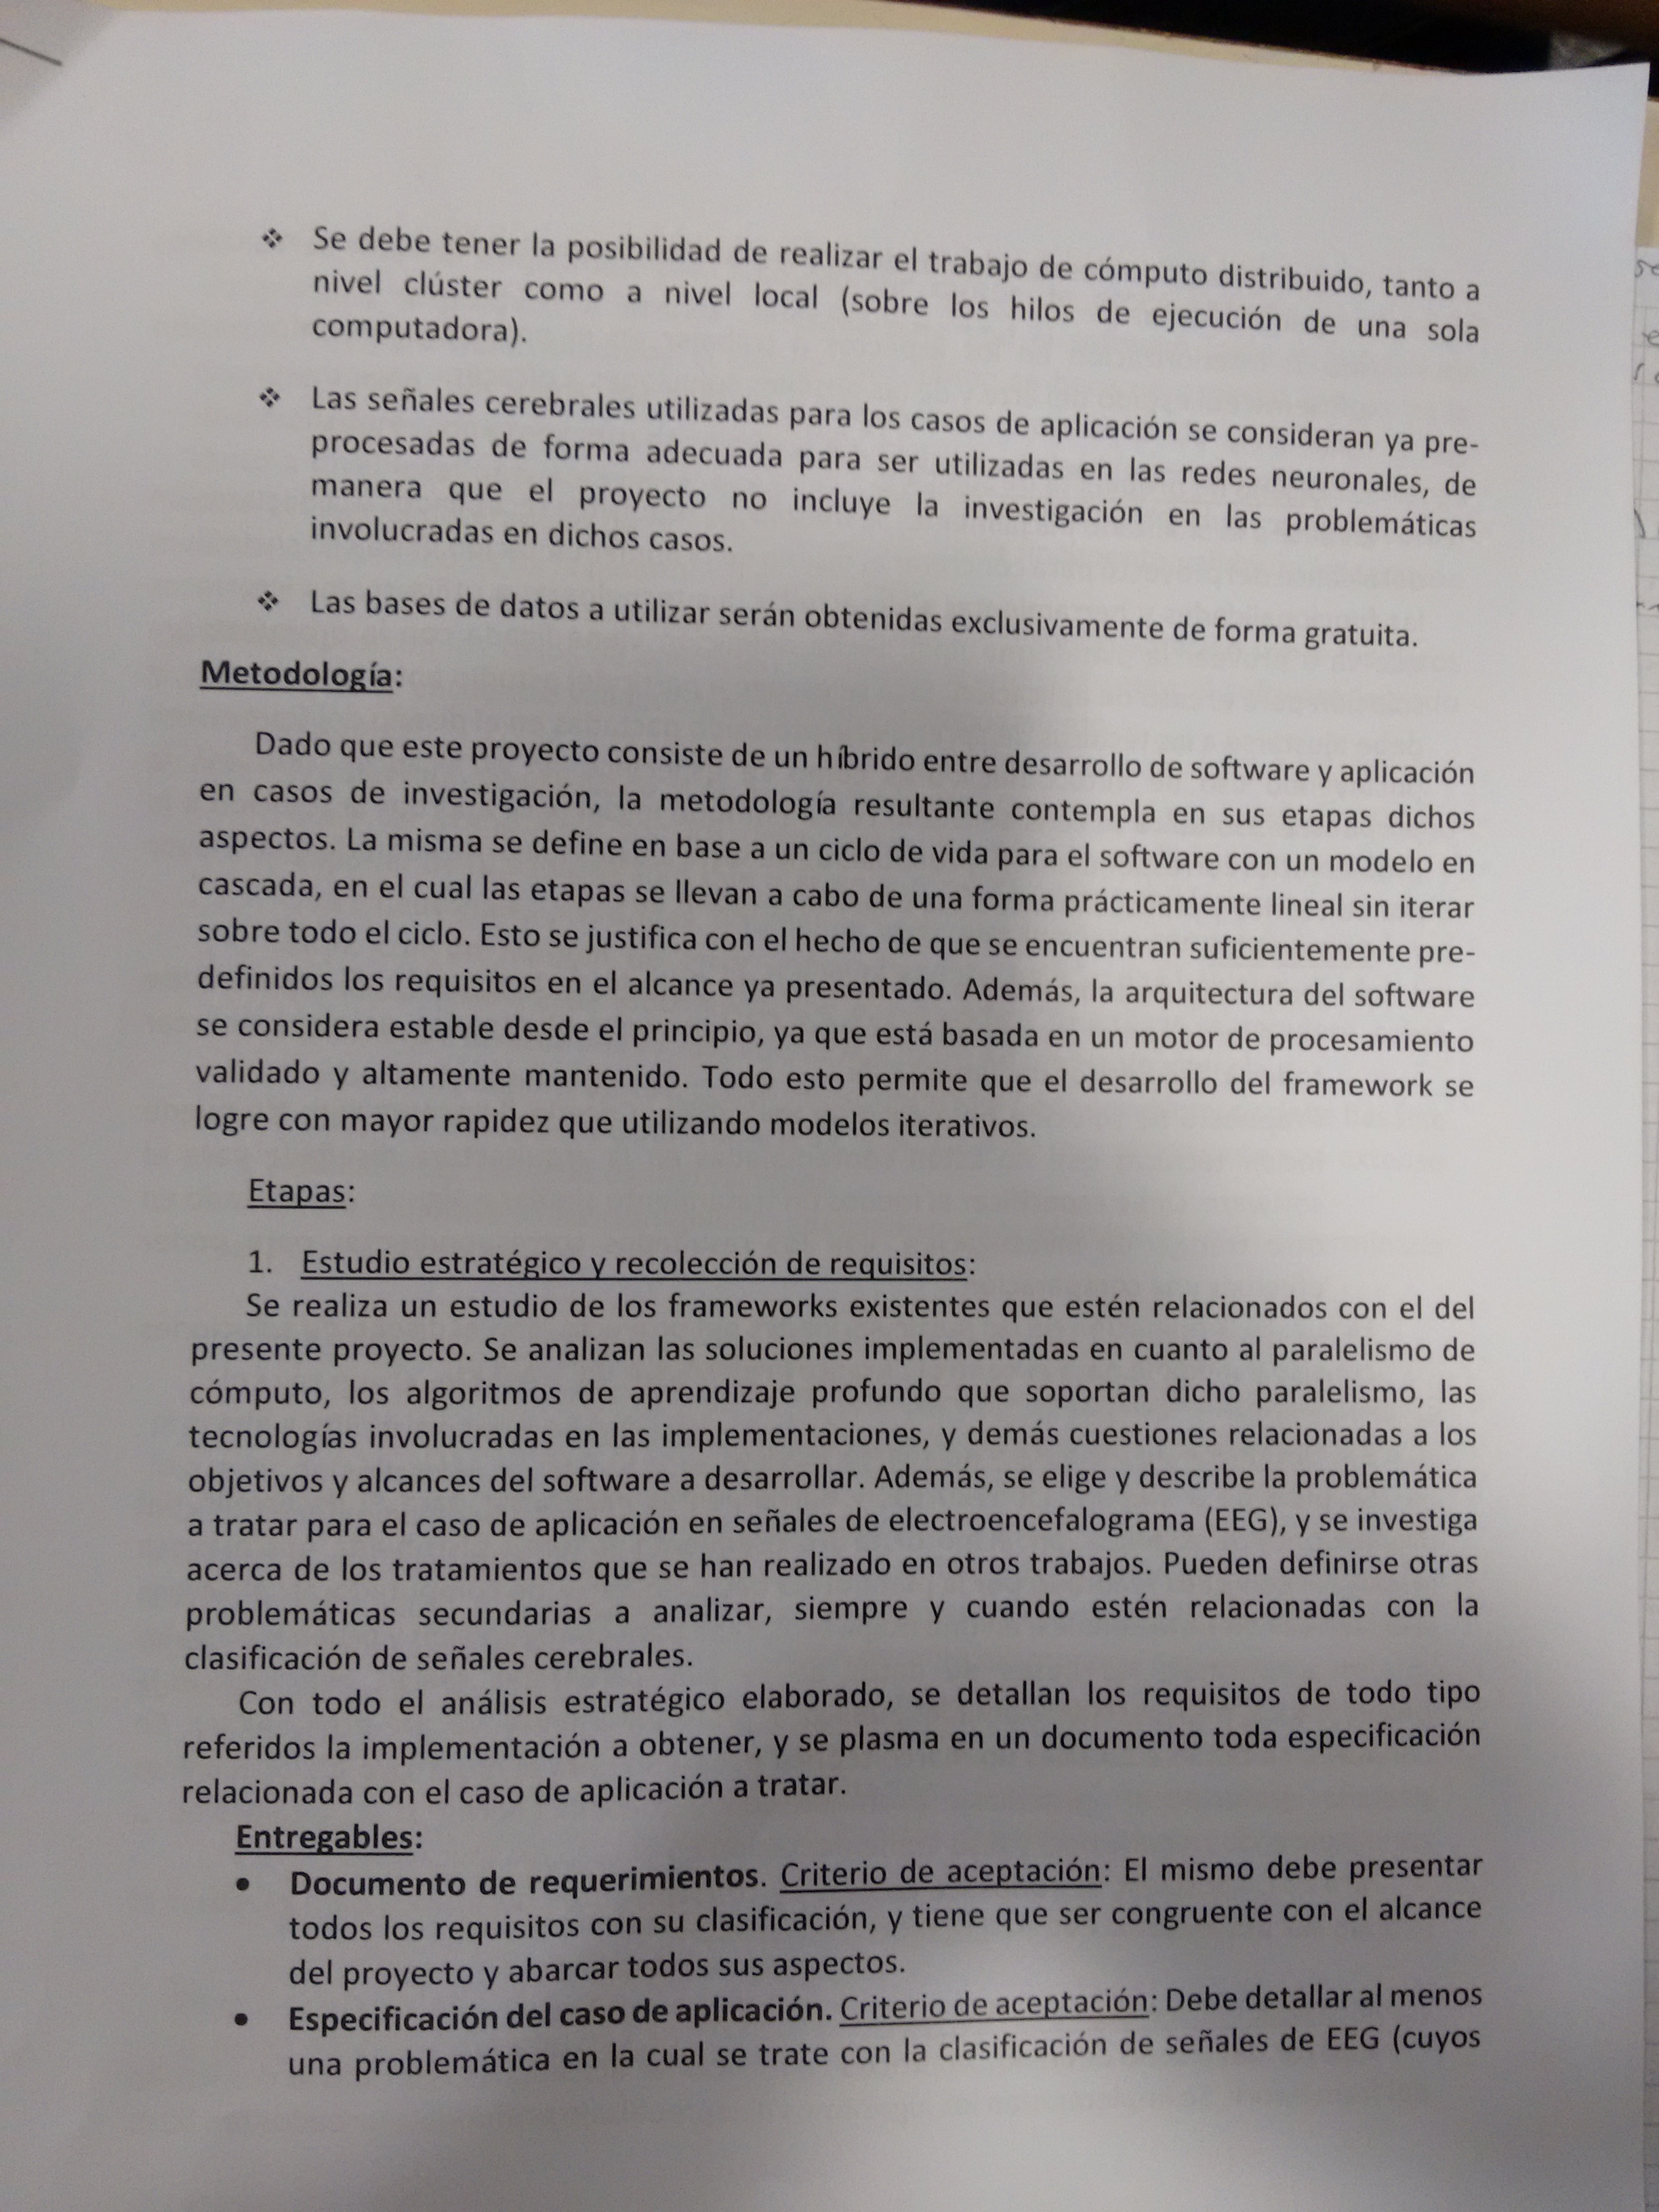 ❖ Se debe tener la posibilidad de realizar el trabajo de cómputo distribuido, tanto a
nivel clúster como a nivel local (sobre los hilos de ejecución de una sola
computadora).
❖ Las señales cerebrales utilizadas para los casos de aplicación se consideran ya pre-
procesadas de forma adecuada para ser utilizadas en las redes neuronales, de
manera que el proyecto no incluye la investigación en las problemáticas
involucradas en dichos casos.
❖ Las bases de datos a utilizar serán obtenidas exclusivamente de forma gratuita.
Metodología:
Dado que este proyecto consiste de un híbrido entre desarrollo de software y aplicación
en casos de investigación, la metodología resultante contempla en sus etapas dichos
aspectos. La misma se define en base a un ciclo de vida para el software con un modelo en
cascada, en el cual las etapas se llevan a cabo de una forma prácticamente lineal sin iterar
sobre todo el ciclo. Esto se justifica con el hecho de que se encuentran suficientemente pre-
definidos los requisitos en el alcance ya presentado. Además, la arquitectura del software
se considera estable desde el principio, ya que está basada en un motor de procesamiento
validado y altamente mantenido. Todo esto permite que el desarrollo del framework se
logre con mayor rapidez que utilizando modelos iterativos.
Etapas:
1. Estudio estratégico y recolección de requisitos:
Se realiza un estudio de los frameworks existentes que estén relacionados con el del
presente proyecto. Se analizan las soluciones implementadas en cuanto al paralelismo de
cómputo, los algoritmos de aprendizaje profundo que soportan dicho paralelismo, las
tecnologías involucradas en las implementaciones, y demás cuestiones relacionadas a los
objetivos y alcances del software a desarrollar. Además, se elige y describe la problemática
a tratar para el caso de aplicación en señales de electroencefalograma (EEG), y se investiga
acerca de los tratamientos que se han realizado en otros trabajos. Pueden definirse otras
problemáticas secundarias a analizar, siempre y cuando estén relacionadas con la
clasificación de señales cerebrales.
Con todo el análisis estratégico elaborado, se detallan los requisitos de todo tipo
referidos la implementación a obtener, y se plasma en un documento toda especificación
relacionada con el caso de aplicación a tratar.
Entregables:
• Documento de requerimientos. Criterio de aceptación: El mismo debe presentar
todos los requisitos con su clasificación, y tiene que ser congruente con el alcance
del proyecto y abarcar todos sus aspectos.
• Especificación del caso de aplicación. Criterio de aceptación: Debe detallar al menos
una problemática en la cual se trate con la clasificación de señales de EEG (cuyos